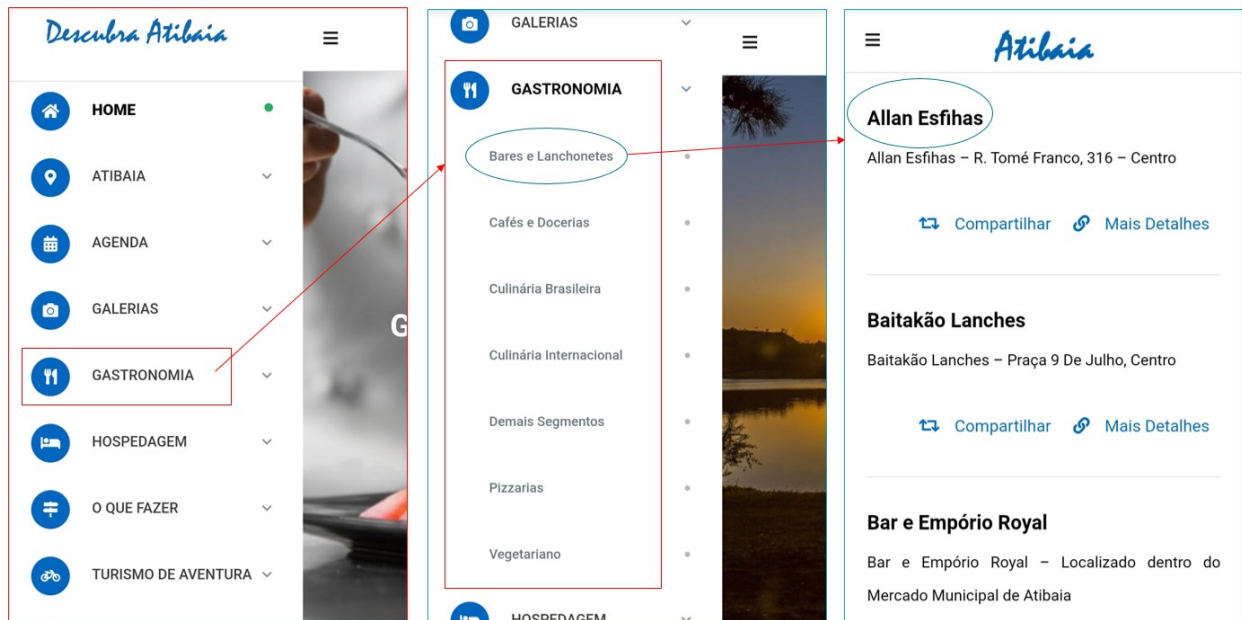 Descubra Atibaia
HOME
ATIBAIA
AGENDA
GALERIAS
GASTRONOMIA
HOSPEDAGEM
O QUE FAZER
TURISMO DE AVENTURA
G
GALERIAS
GASTRONOMIA
Bares e Lanchonetes
Cafés e Docerias
Culinária Brasileira
Culinária Internacional
Demais Segmentos
Pizzarias
Vegetariano
HOSPEDAGEM
Atibaia
Allan Esfihas
Allan Esfihas – R. Tomé Franco, 316 – Centro
Compartilhar Mais Detalhes
Baitakão Lanches
Baitakão Lanches – Praça 9 De Julho, Centro
Compartilhar Mais Detalhes
Bar e Empório Royal
Bar e Empório Royal – Localizado dentro do
Mercado Municipal de Atibaia